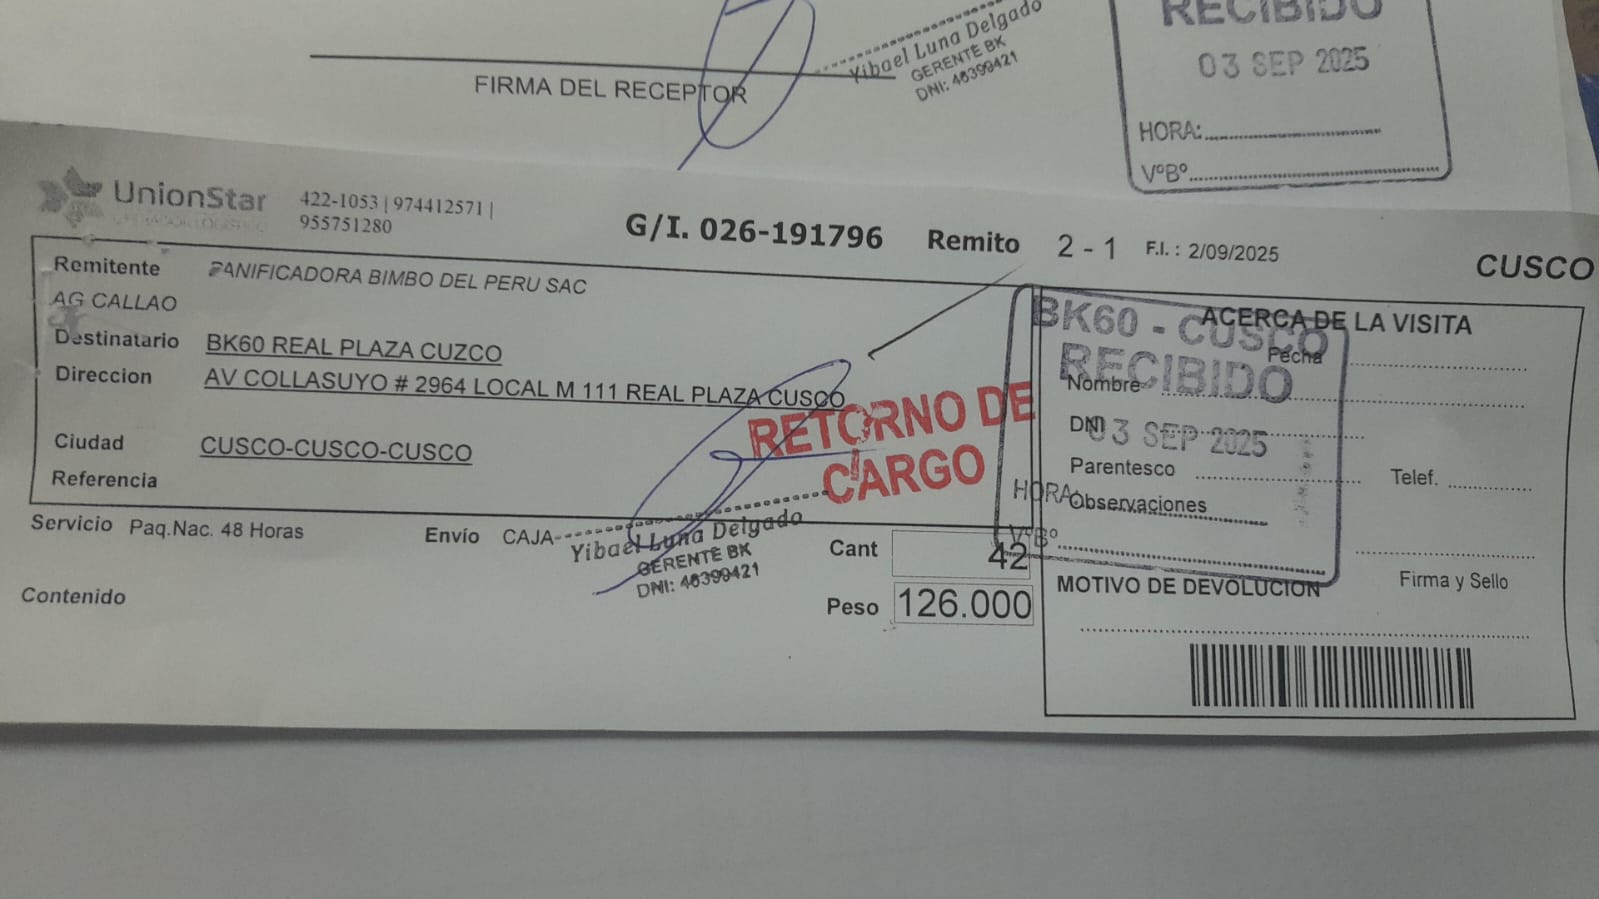 RECIBIDO
03 SEP 2025
HORA:
VºBº
FIRMA DEL RECEPTOR
Yibael Luna Delgado
GERENTE BK
DNI: 46399421
UnionStar
422-1053 | 974412571 |
955751280
G/I. 026-191796
Remito 2 - 1
F.I. : 2/09/2025
CUSCO
Remitente PANIFICADORA BIMBO DEL PERU SAC
AG CALLAO
Destinatario BK60 REAL PLAZA CUZCO
Direccion AV COLLASUYO # 2964 LOCAL M 111 REAL PLAZA CUSCO
Ciudad CUSCO-CUSCO-CUSCO
Referencia
RETORNO DE
CARGO
Servicio Paq.Nac. 48 Horas
Envío CAJA
Yibael Luna Delgado
GERENTE BK
DNI: 46399421
Cant 42
Peso 126.000
Contenido
ACERCA DE LA VISITA
Fecha
Nombre
DNI
Parentesco
Telef.
Observaciones
Firma y Sello
MOTIVO DE DEVOLUCION
BK60 - CUSCO
RECIBIDO
03 SEP 2025
HORA
VºBº